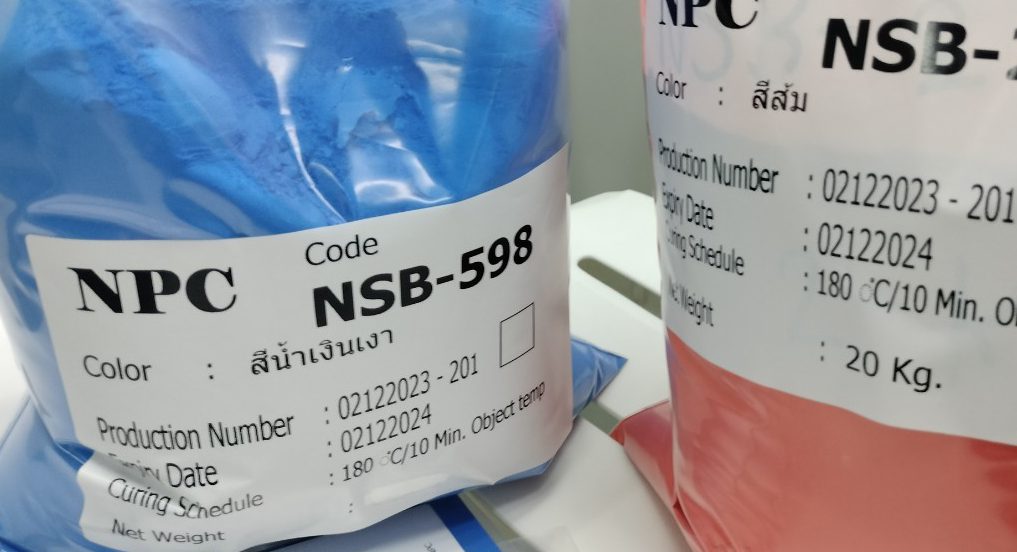 NPC
Code
NSB-598
Color : สีน้ำเงินเงา
Production Number : 02122023 - 201
Expiry Date : 02122024
Curing Schedule : 180 ํC/10 Min. Object temp
Net Weight :
NPC
NSB-
Color : สีส้ม
Production Number : 02122023 - 201
Expiry Date : 02122024
Curing Schedule : 180 ํC/10 Min.
Net Weight : 20 Kg.